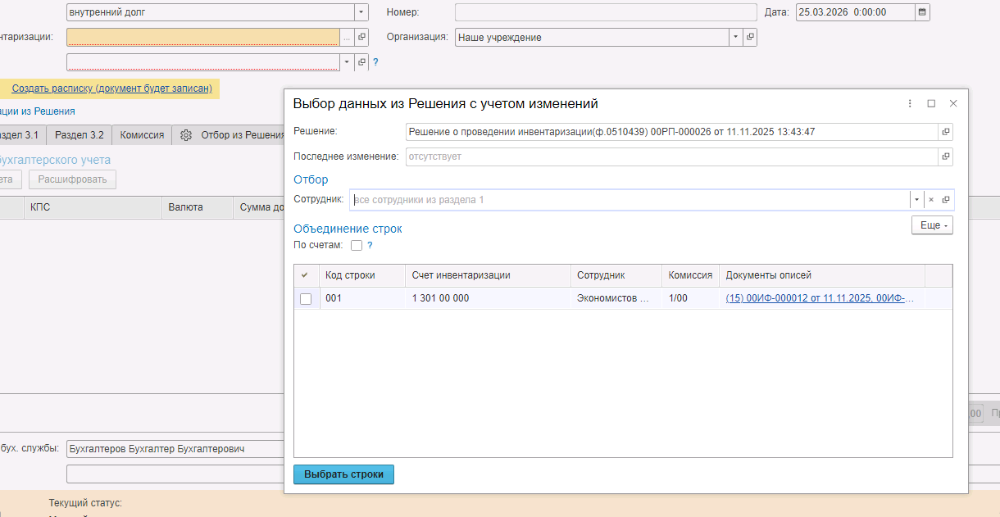 внутренний долг
Номер:
Дата: 25.03.2026 0:00:00
нтаризации:
Организация: Наше учреждение
?
Создать расписку (документ будет записан)
ции из Решения
здел 3.1 Раздел 3.2 Комиссия Отбор из Решения
бухгалтерского учета
ета Расшифровать
КПС Валюта Сумма до
Выбор данных из Решения с учетом изменений
Решение: Решение о проведении инвентаризации(ф.0510439) 00РП-000026 от 11.11.2025 13:43:47
Последнее изменение: отсутствует
Отбор
Сотрудник: все сотрудники из раздела 1
Объединение строк
Еще
По счетам: ?
Код строки Счет инвентаризации Сотрудник Комиссия Документы описей
001 1 301 00 000 Экономистов ... 1/00 (15) 00ИФ-000012 от 11.11.2025, 00ИФ-...
Выбрать строки
,00 Пр
бух. службы: Бухгалтеров Бухгалтер Бухгалтерович
Текущий статус: